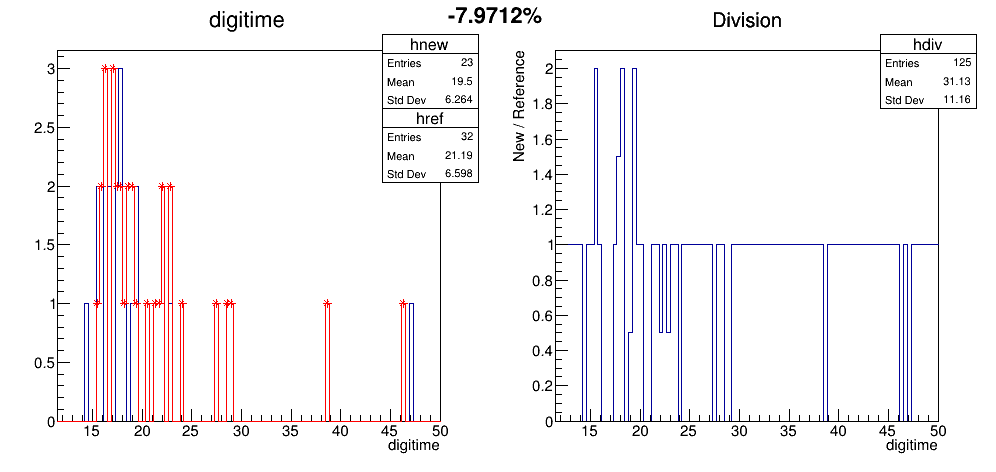 digitime
-7.9712%
Division
hnew
Entries 23
Mean 19.5
Std Dev 6.264
href
Entries 32
Mean 21.19
Std Dev 6.598
3
2.5
2
1.5
1
0.5
0
15 20 25 30 35 40 45 50
digitime
hdiv
Entries 125
Mean 31.13
Std Dev 11.16
New / Reference
2
1.8
1.6
1.4
1.2
1
0.8
0.6
0.4
0.2
0
15 20 25 30 35 40 45 50
digitime